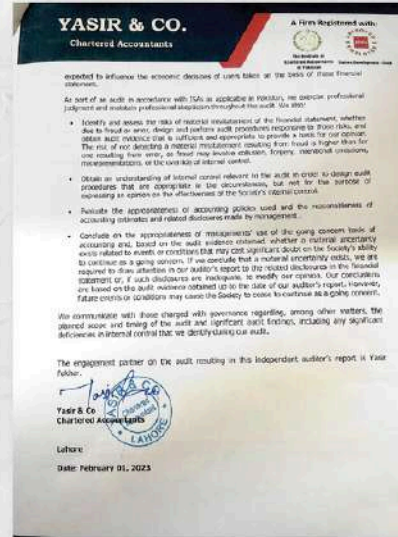 YASIR & CO.
Chartered Accountants
A Firm Registered with:
expected to influence the economic decisions of users taken on the basis of these financial
statement.
As part of an audit in accordance with ISAs as applicable in Pakistan, we exercise professional
judgment and maintain professional skepticism throughout the audit. We also:
• Identify and assess the risks of material misstatement of the financial statement, whether
due to fraud or error, design and perform audit procedures responsive to those risks, and
obtain audit evidence that is sufficient and appropriate to provide a basis for our opinion.
The risk of not detecting a material misstatement resulting from fraud is higher than for
one resulting from error, as fraud may involve collusion, forgery, intentional omissions,
misrepresentations, or the override of internal control.
• Obtain an understanding of internal control relevant to the audit in order to design audit
procedures that are appropriate in the circumstances, but not for the purpose of
expressing an opinion on the effectiveness of the Society's internal control.
• Evaluate the appropriateness of accounting policies used and the reasonableness of
accounting estimates and related disclosures made by management.
• Conclude on the appropriateness of managements' use of the going concern basis of
accounting and, based on the audit evidence obtained, whether a material uncertainty
exists related to events or conditions that may cast significant doubt on the Society's ability
to continue as a going concern. If we conclude that a material uncertainty exists, we are
required to draw attention in our auditor's report to the related disclosures in the financial
statement or, if such disclosures are inadequate, to modify our opinion. Our conclusions
are based on the audit evidence obtained up to the date of our auditor's report. However,
future events or conditions may cause the Society to cease to continue as a going concern.
We communicate with those charged with governance regarding, among other matters, the
planned scope and timing of the audit and significant audit findings, including any significant
deficiencies in internal control that we identify during our audit.
The engagement partner on the audit resulting in this independent auditor's report is Yasir
Yasir & Co
Chartered Accountants
LAHORE
Lahore
Date: February 01, 2023